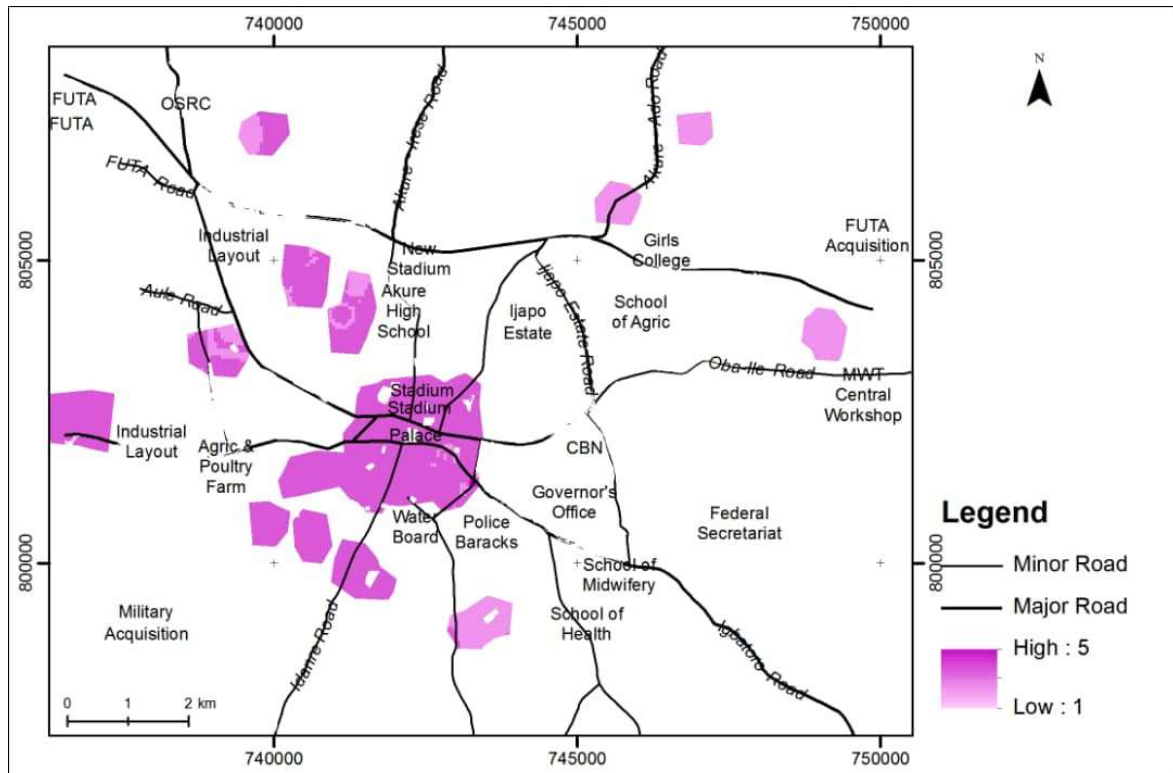 740000
745000
750000
N
FUTA
FUTA
OSRC
FUTA Road
Akure Irese Road
Akure - Ado Road
805000
805000
Industrial
Layout
New
Stadium
Akure
High
School
Girls
College
FUTA
Acquisition
Aule Road
Ijapo
Estate
Ijapo Estate Road
School
of Agric
Oba-Ile Road
MWT
Central
Workshop
Stadium
Stadium
Palace
Industrial
Layout
Agric &
Poultry
Farm
CBN
Governor's
Office
Water
Board
Police
Baracks
Federal
Secretariat
800000
800000
School of
Midwifery
School of
Health
Military
Acquisition
Idanre Road
Igbatoro Road
0 1 2 km
740000
745000
750000
Legend
Minor Road
Major Road
High : 5
Low : 1